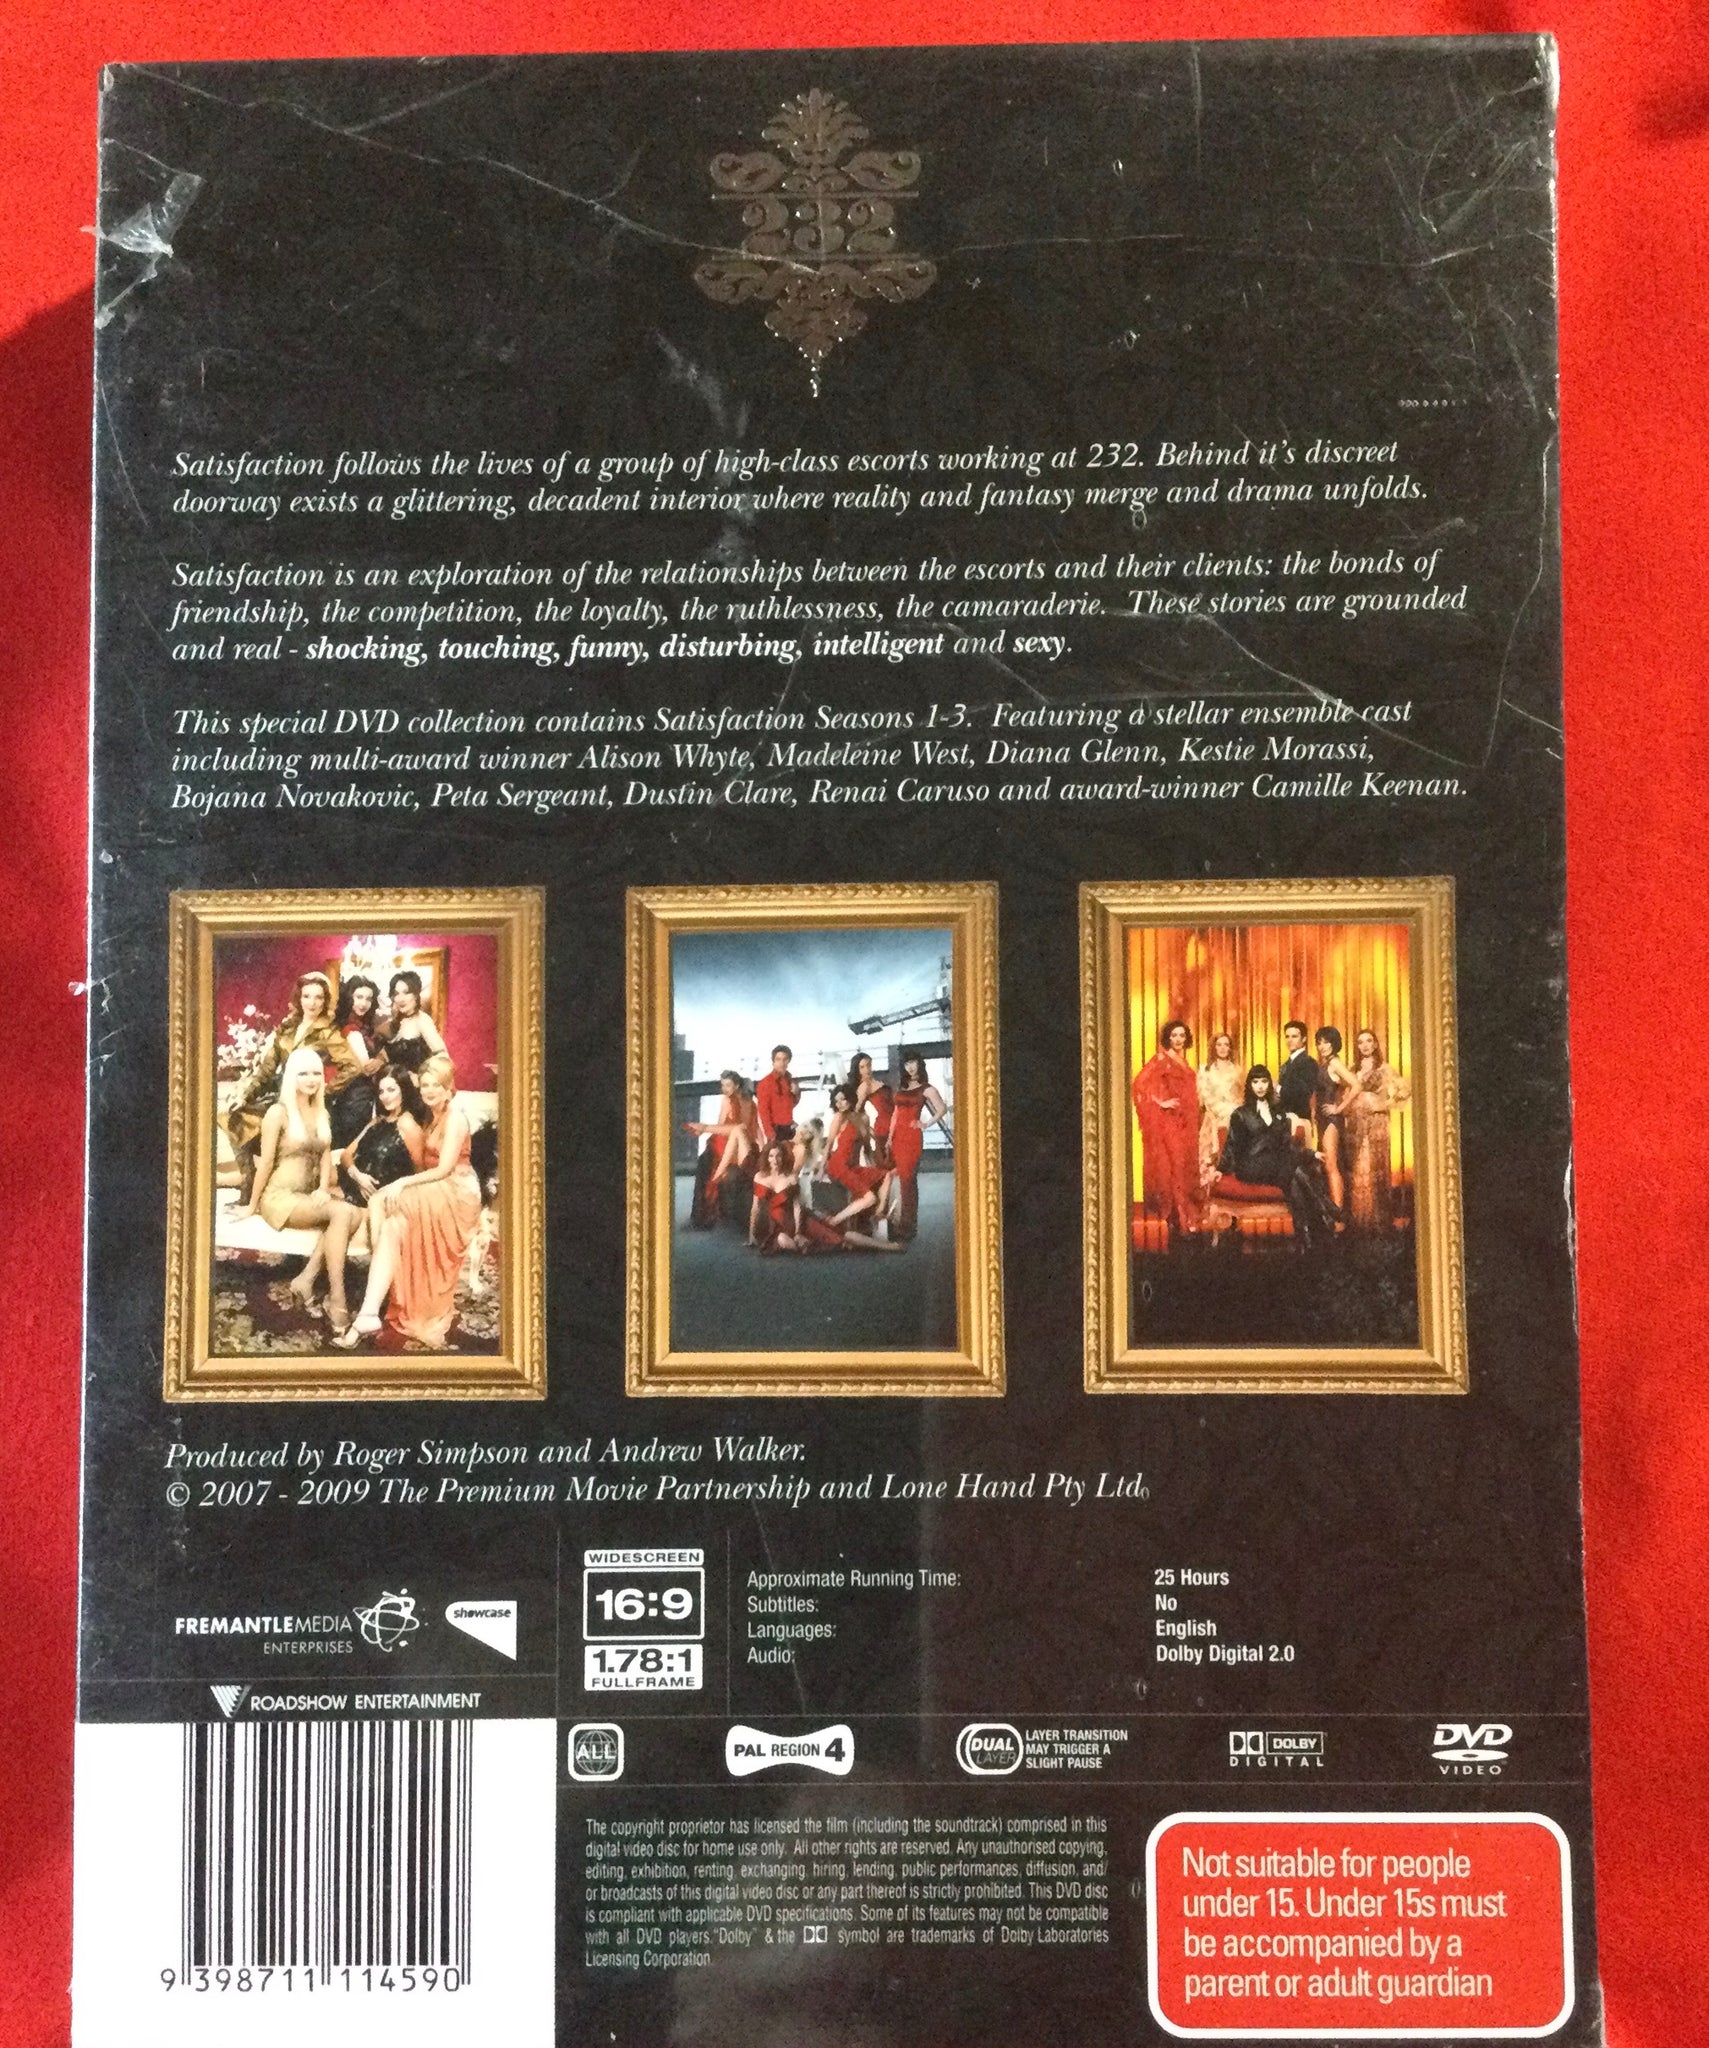 232
Satisfaction follows the lives of a group of high-class escorts working at 232. Behind it's discreet
doorway exists a glittering, decadent interior where reality and fantasy merge and drama unfolds.
Satisfaction is an exploration of the relationships between the escorts and their clients: the bonds of
friendship, the competition, the loyalty, the ruthlessness, the camaraderie. These stories are grounded
and real - shocking, touching, funny, disturbing, intelligent and sexy.
This special DVD collection contains Satisfaction Seasons 1-3. Featuring a stellar ensemble cast
including multi-award winner Alison Whyte, Madeleine West, Diana Glenn, Kestie Morassi,
Bojana Novakovic, Peta Sergeant, Dustin Clare, Renai Caruso and award-winner Camille Keenan.
Produced by Roger Simpson and Andrew Walker.
© 2007 - 2009 The Premium Movie Partnership and Lone Hand Pty Ltd.
FREMANTLEMEDIA
ENTERPRISES
showcase
ROADSHOW ENTERTAINMENT
WIDESCREEN
16:9
1.78:1
FULLFRAME
Approximate Running Time: 25 Hours
Subtitles: No
Languages: English
Audio: Dolby Digital 2.0
ALL
PAL REGION 4
DUAL LAYER
LAYER TRANSITION
MAY TRIGGER A
SLIGHT PAUSE
DOLBY
DIGITAL
DVD
VIDEO
The copyright proprietor has licensed the film (including the soundtrack) comprised in this
digital video disc for home use only. All other rights are reserved. Any unauthorised copying,
editing, exhibition, renting, exchanging, hiring, lending, public performances, diffusion, and/
or broadcasts of this digital video disc or any part thereof is strictly prohibited. This DVD disc
is compliant with applicable DVD specifications. Some of its features may not be compatible
with all DVD players. "Dolby" & the symbol are trademarks of Dolby Laboratories
Licensing Corporation.
Not suitable for people
under 15. Under 15s must
be accompanied by a
parent or adult guardian
9 398711 114590